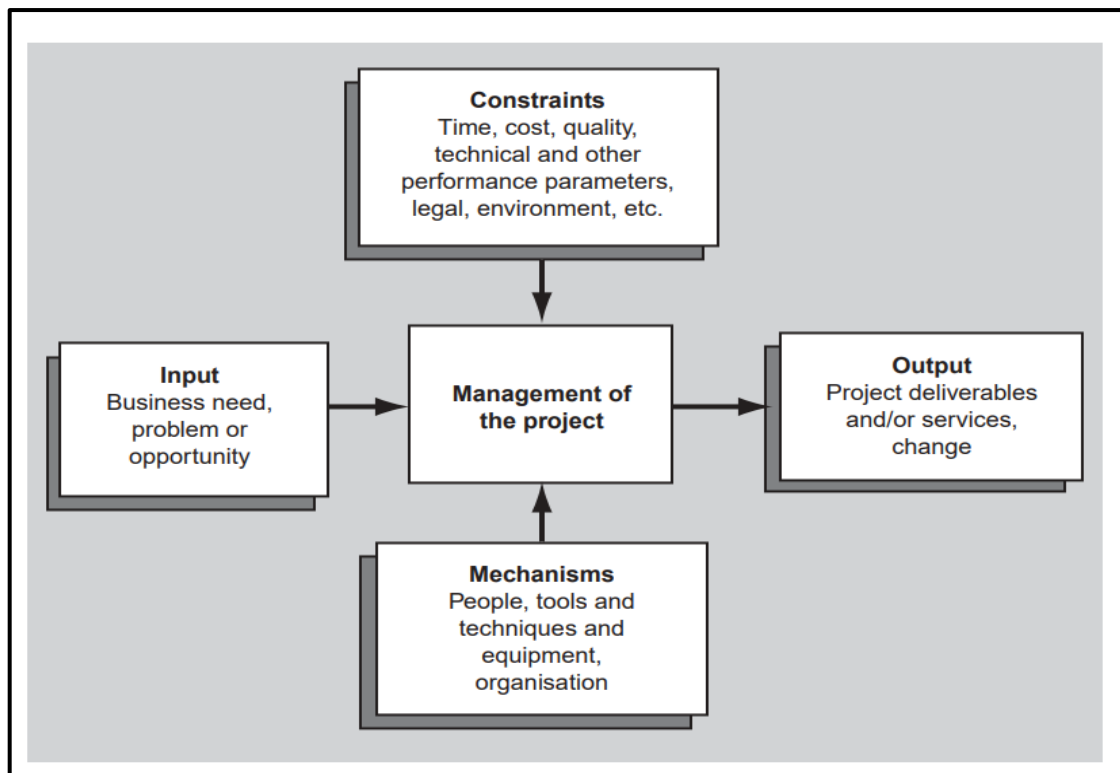 Constraints
Time, cost, quality,
technical and other
performance parameters,
legal, environment, etc.
Input
Business need,
problem or
opportunity
Management of
the project
Output
Project deliverables
and/or services,
change
Mechanisms
People, tools and
techniques and
equipment,
organisation